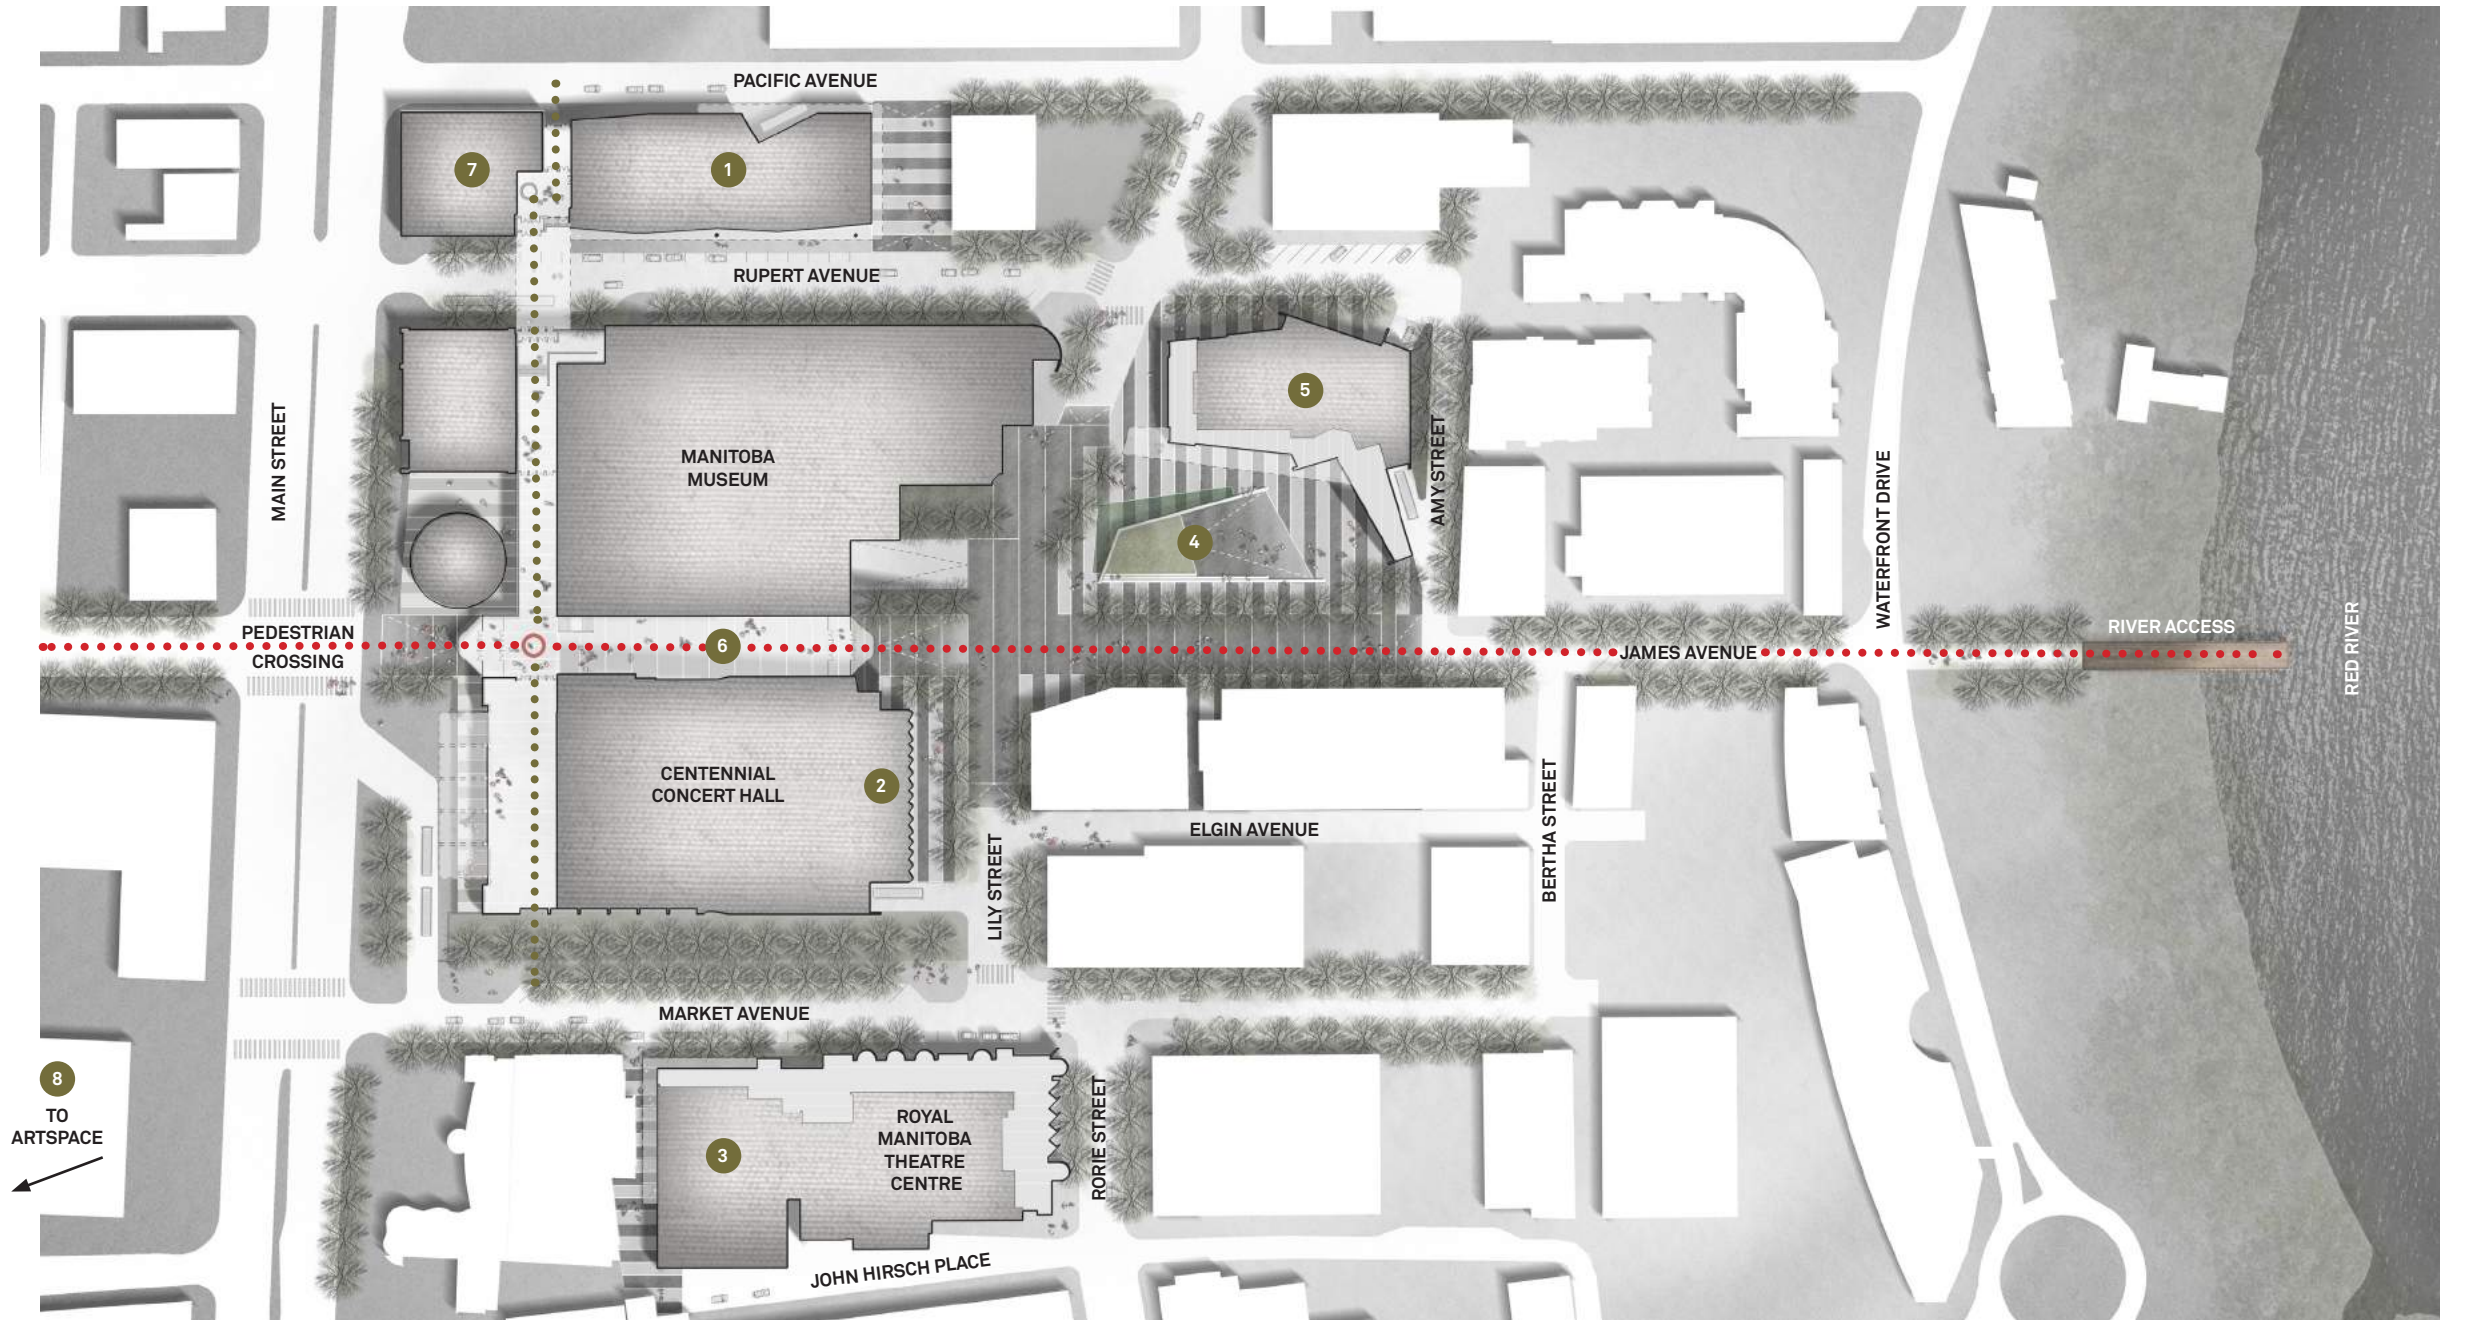 PACIFIC AVENUE
7
1
RUPERT AVENUE
5
MAIN STREET
MANITOBA
MUSEUM
AMY STREET
WATERFRONT DRIVE
4
PEDESTRIAN
CROSSING
6
JAMES AVENUE
RIVER ACCESS
RED RIVER
CENTENNIAL
CONCERT HALL
2
LILY STREET
ELGIN AVENUE
BERTHA STREET
MARKET AVENUE
8
TO
ARTSPACE
3
ROYAL
MANITOBA
THEATRE
CENTRE
RORIE STREET
JOHN HIRSCH PLACE